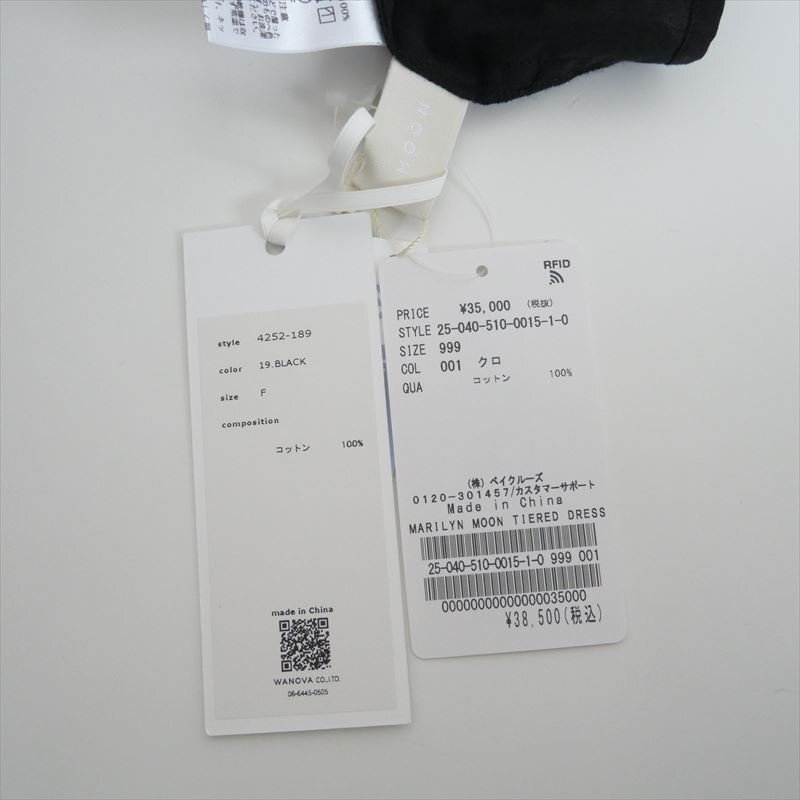 100%
MOON
style 4252-189
color 19.BLACK
size F
composition
コットン 100%
made in China
WANOVA CO.,LTD.
06-6445-0505
RFID
PRICE ¥35,000 (税抜)
STYLE 25-040-510-0015-1-0
SIZE 999
COL 001 クロ
QUA コットン 100%
(株)ベイクルーズ
0120-301457/カスタマーサポート
Made in China
MARILYN MOON TIERED DRESS
25-040-510-0015-1-0 999 001
00000000000000035000
¥38,500(税込)